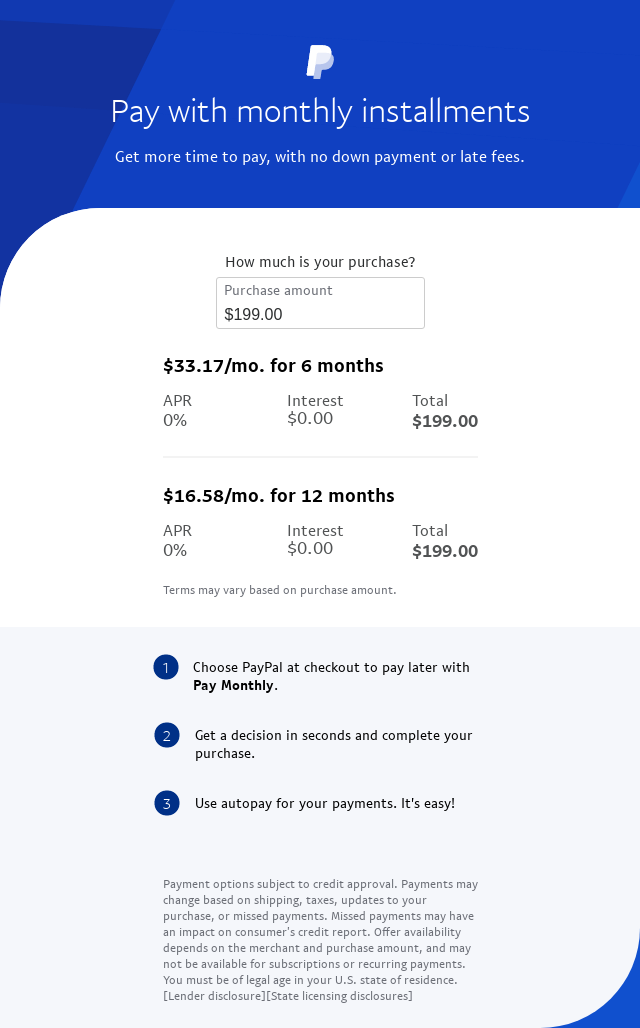 Pay with monthly installments
Get more time to pay, with no down payment or late fees.
How much is your purchase?
Purchase amount
$199.00
$33.17/mo. for 6 months
APR Interest Total
0% $0.00 $199.00
$16.58/mo. for 12 months
APR Interest Total
0% $0.00 $199.00
Terms may vary based on purchase amount.
1 Choose PayPal at checkout to pay later with
Pay Monthly.
2 Get a decision in seconds and complete your
purchase.
3 Use autopay for your payments. It's easy!
Payment options subject to credit approval. Payments may
change based on shipping, taxes, updates to your
purchase, or missed payments. Missed payments may have
an impact on consumer's credit report. Offer availability
depends on the merchant and purchase amount, and may
not be available for subscriptions or recurring payments.
You must be of legal age in your U.S. state of residence.
[Lender disclosure][State licensing disclosures]